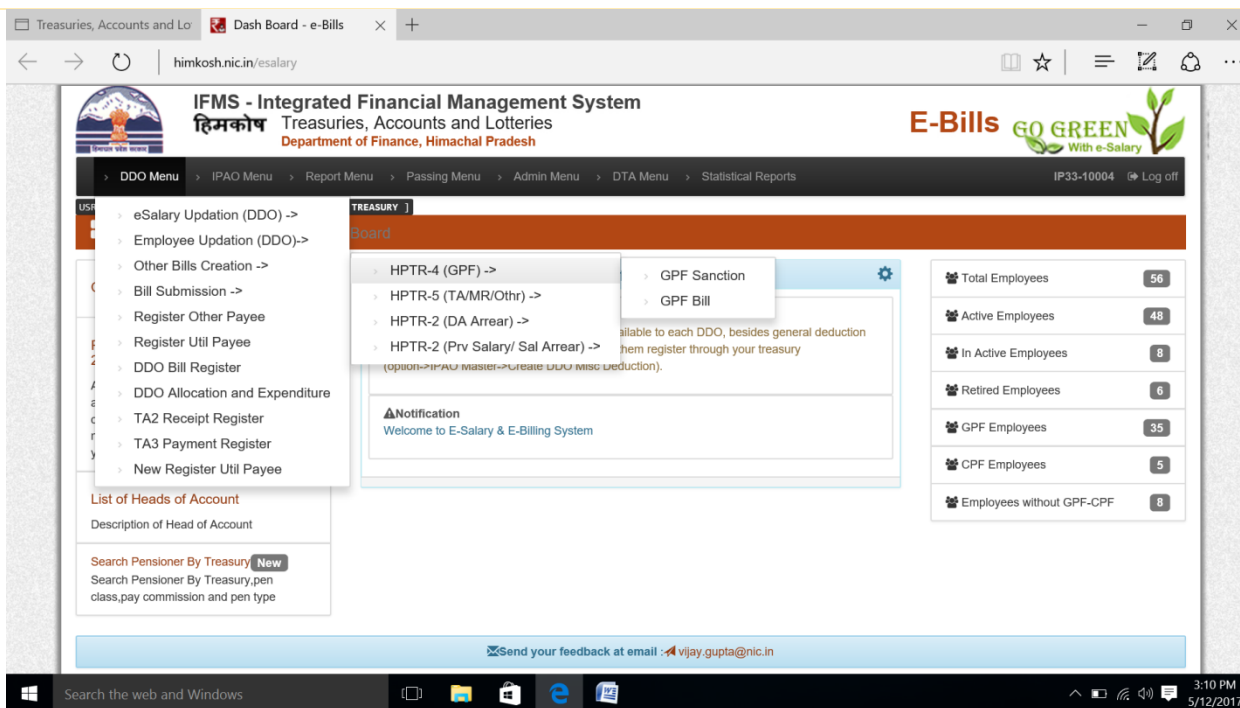 Treasuries, Accounts and Lo
Dash Board - e-Bills
himkosh.nic.in/esalary
IFMS - Integrated Financial Management System
हिमकोष Treasuries, Accounts and Lotteries
Department of Finance, Himachal Pradesh
E-Bills GO GREEN
With e-Salary
DDO Menu IPAO Menu Report Menu Passing Menu Admin Menu DTA Menu Statistical Reports IP33-10004 Log off
USR TREASURY ]
Board
eSalary Updation (DDO) ->
Employee Updation (DDO)->
Other Bills Creation ->
Bill Submission ->
Register Other Payee
Register Util Payee
DDO Bill Register
DDO Allocation and Expenditure
TA2 Receipt Register
TA3 Payment Register
New Register Util Payee
HPTR-4 (GPF) ->
HPTR-5 (TA/MR/Othr) ->
HPTR-2 (DA Arrear) ->
HPTR-2 (Prv Salary/ Sal Arrear) ->
GPF Sanction
GPF Bill
ailable to each DDO, besides general deduction
hem register through your treasury
(option->IPAO Master->Create DDO Misc Deduction).
Notification
Welcome to E-Salary & E-Billing System
Total Employees 56
Active Employees 48
In Active Employees 8
Retired Employees 6
GPF Employees 35
CPF Employees 5
Employees without GPF-CPF 8
List of Heads of Account
Description of Head of Account
Search Pensioner By Treasury New
Search Pensioner By Treasury,pen
class,pay commission and pen type
Send your feedback at email : vijay.gupta@nic.in
Search the web and Windows
3:10 PM
5/12/2017